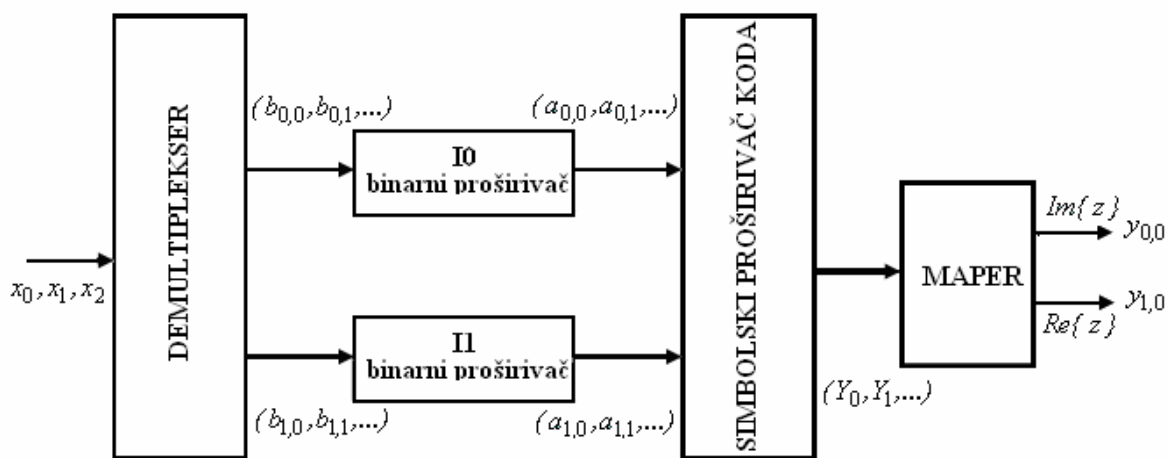 x0, x1, x2
DEMULTIPLEKSER
(b0,0, b0,1, ...)
I0
binarni proširivač
(a0,0, a0,1, ...)
(b1,0, b1,1, ...)
I1
binarni proširivač
(a1,0, a1,1, ...)
SIMBOLSKI PROŠIRIVAČ KODA
(Y0, Y1, ...)
MAPER
Im{ z }
y0,0
Re{ z }
y1,0